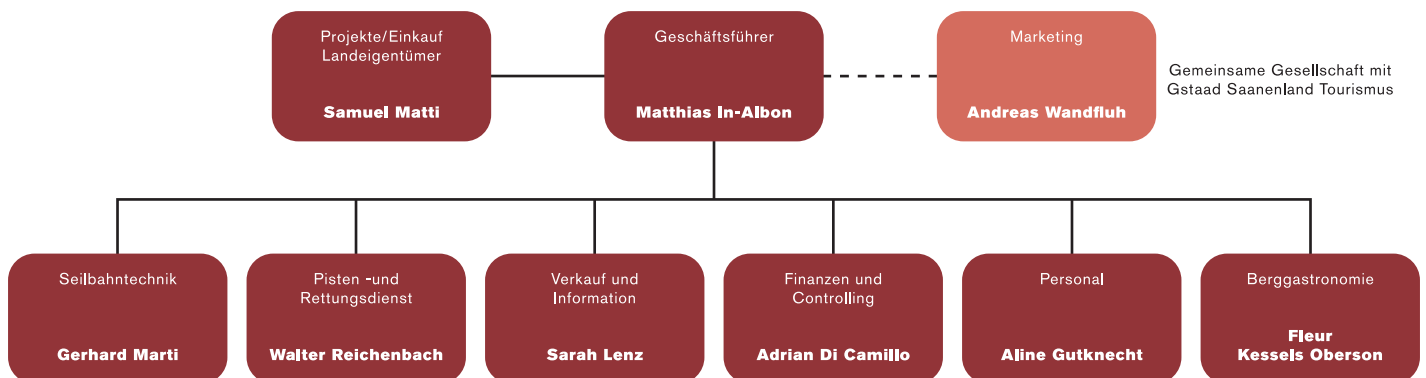 Projekte/Einkauf
Landeigentümer
Samuel Matti
Geschäftsführer
Matthias In-Albon
Marketing
Andreas Wandfluh
Gemeinsame Gesellschaft mit
Gstaad Saanenland Tourismus
Seilbahntechnik
Gerhard Marti
Pisten -und
Rettungsdienst
Walter Reichenbach
Verkauf und
Information
Sarah Lenz
Finanzen und
Controlling
Adrian Di Camillo
Personal
Aline Gutknecht
Berggastronomie
Fleur
Kessels Oberson